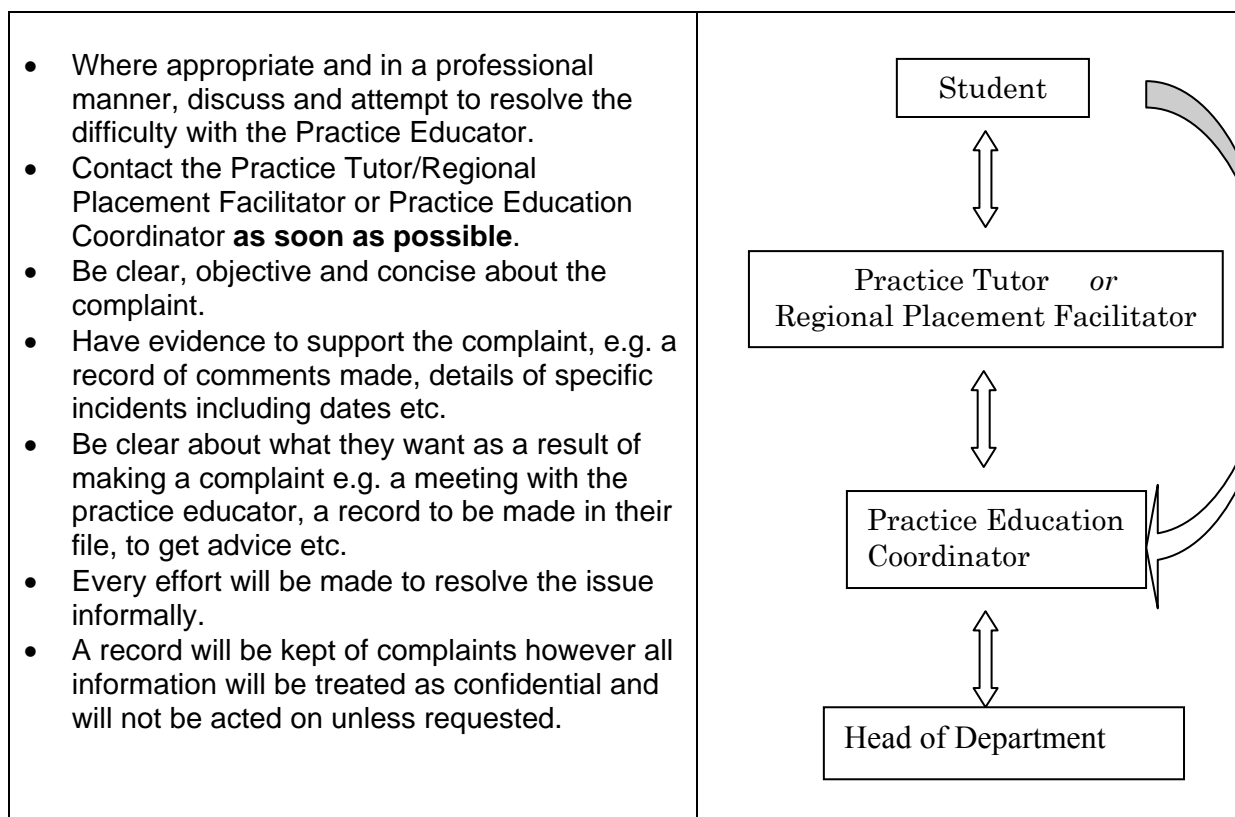 • Where appropriate and in a professional
manner, discuss and attempt to resolve the
difficulty with the Practice Educator.
• Contact the Practice Tutor/Regional
Placement Facilitator or Practice Education
Coordinator as soon as possible.
• Be clear, objective and concise about the
complaint.
• Have evidence to support the complaint, e.g. a
record of comments made, details of specific
incidents including dates etc.
• Be clear about what they want as a result of
making a complaint e.g. a meeting with the
practice educator, a record to be made in their
file, to get advice etc.
• Every effort will be made to resolve the issue
informally.
• A record will be kept of complaints however all
information will be treated as confidential and
will not be acted on unless requested.
Student
Practice Tutor or
Regional Placement Facilitator
Practice Education
Coordinator
Head of Department